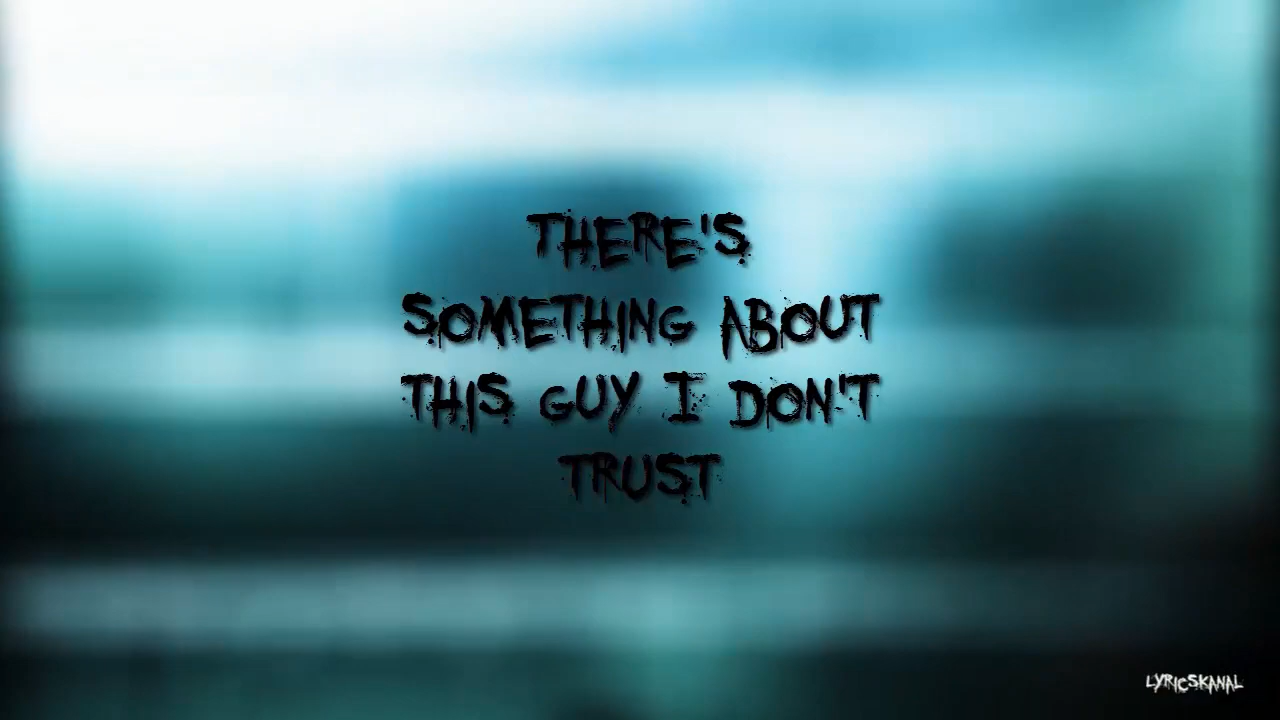 THERE'S
SOMETHING ABOUT
THIS GUY I DON'T
TRUST
LYRICSKANAL